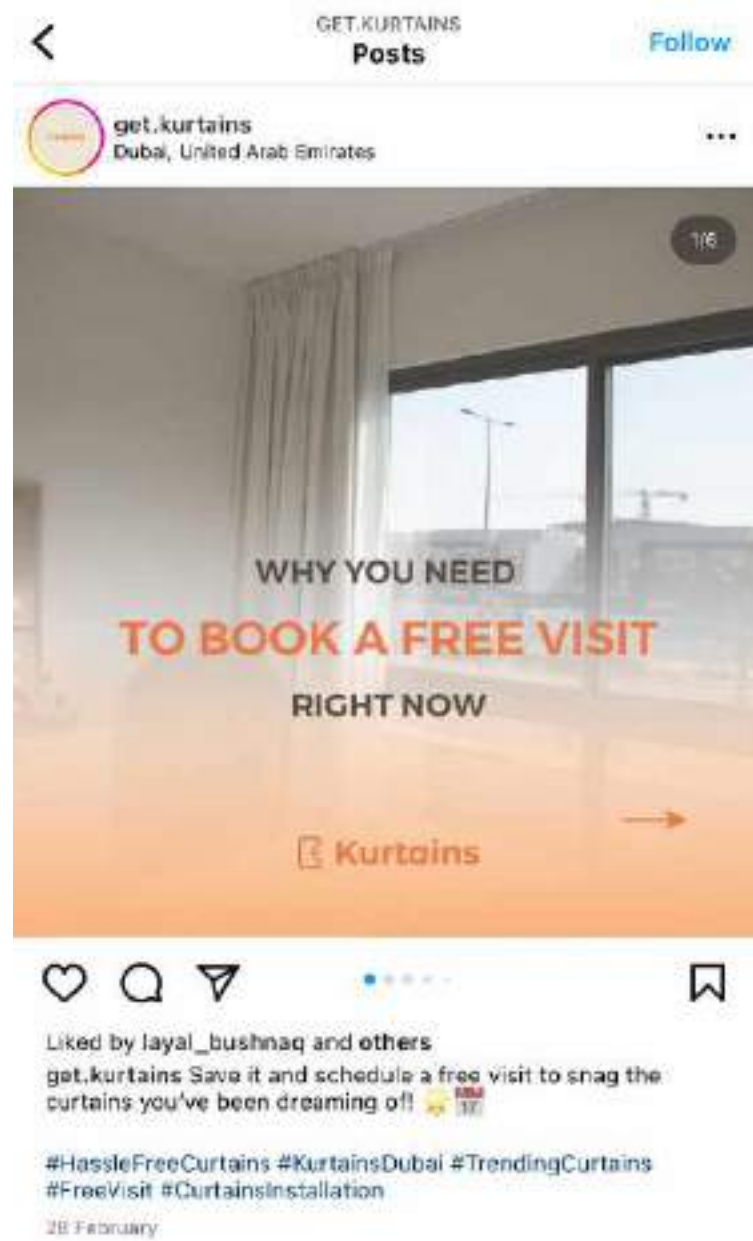 GET.KURTAINS
Posts
Follow
get.kurtains
Dubai, United Arab Emirates
1/6
WHY YOU NEED
TO BOOK A FREE VISIT
RIGHT NOW
Kurtains
Liked by layal_bushnaq and others
get.kurtains Save it and schedule a free visit to snag the
curtains you've been dreaming of!
#HassleFreeCurtains #KurtainsDubai #TrendingCurtains
#FreeVisit #CurtainsInstallation
28 February